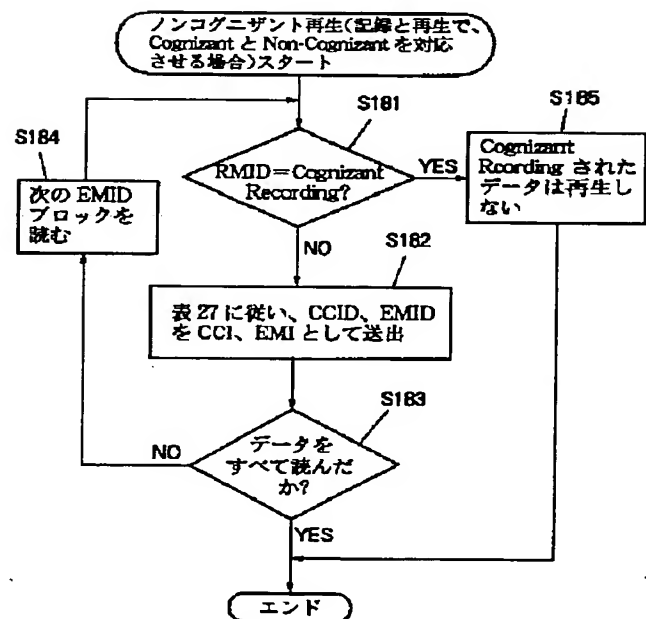 ノンコグニザント再生(記録と再生で、
Cognizant と Non-Cognizant を対応
させる場合)スタート
S181
S185
S184
RMID=Cognizant
Recording?
YES
Cognizant
Rcording された
データは再生し
ない
次の EMID
ブロックを
読む
NO
S182
表 27 に従い、CCID、EMID
を CCI、EMI として送出
S183
NO
データを
すべて読んだ
か?
YES
エンド